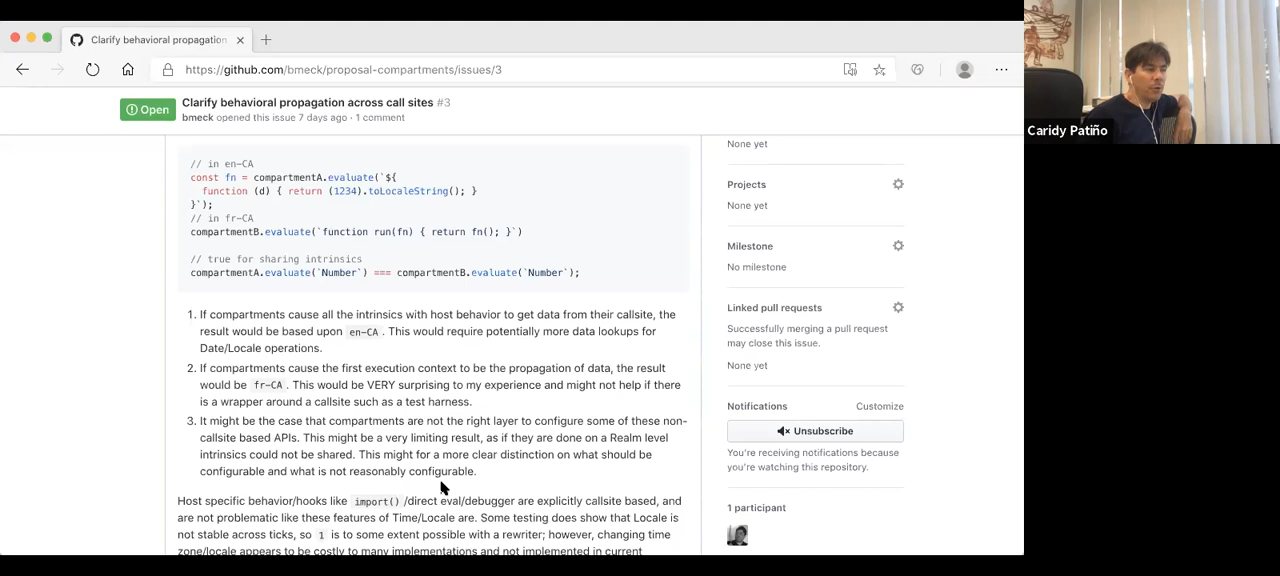 Clarify behavioral propagation
https://github.com/bmeck/proposal-compartments/issues/3
Open
Clarify behavioral propagation across call sites #3
bmeck opened this issue 7 days ago · 1 comment
// in en-CA
const fn = compartmentA.evaluate(`${
function (d) { return (1234).toLocaleString(); }
}`);
// in fr-CA
compartmentB.evaluate(`function run(fn) { return fn(); }`)
// true for sharing intrinsics
compartmentA.evaluate(`Number`) === compartmentB.evaluate(`Number`);
1. If compartments cause all the intrinsics with host behavior to get data from their callsite, the
result would be based upon en-CA . This would require potentially more data lookups for
Date/Locale operations.
2. If compartments cause the first execution context to be the propagation of data, the result
would be fr-CA . This would be VERY surprising to my experience and might not help if there
is a wrapper around a callsite such as a test harness.
3. It might be the case that compartments are not the right layer to configure some of these non-
callsite based APIs. This might be a very limiting result, as if they are done on a Realm level
intrinsics could not be shared. This might for a more clear distinction on what should be
configurable and what is not reasonably configurable.
Host specific behavior/hooks like import() /direct eval/debugger are explicitly callsite based, and
are not problematic like these features of Time/Locale are. Some testing does show that Locale is
not stable across ticks, so 1 is to some extent possible with a rewriter; however, changing time
zone/locale appears to be costly to many implementations and not implemented in current
None yet
Projects
None yet
Milestone
No milestone
Linked pull requests
Successfully merging a pull request
may close this issue.
None yet
Notifications
Customize
Unsubscribe
You're receiving notifications because
you're watching this repository.
1 participant
Caridy Patiño